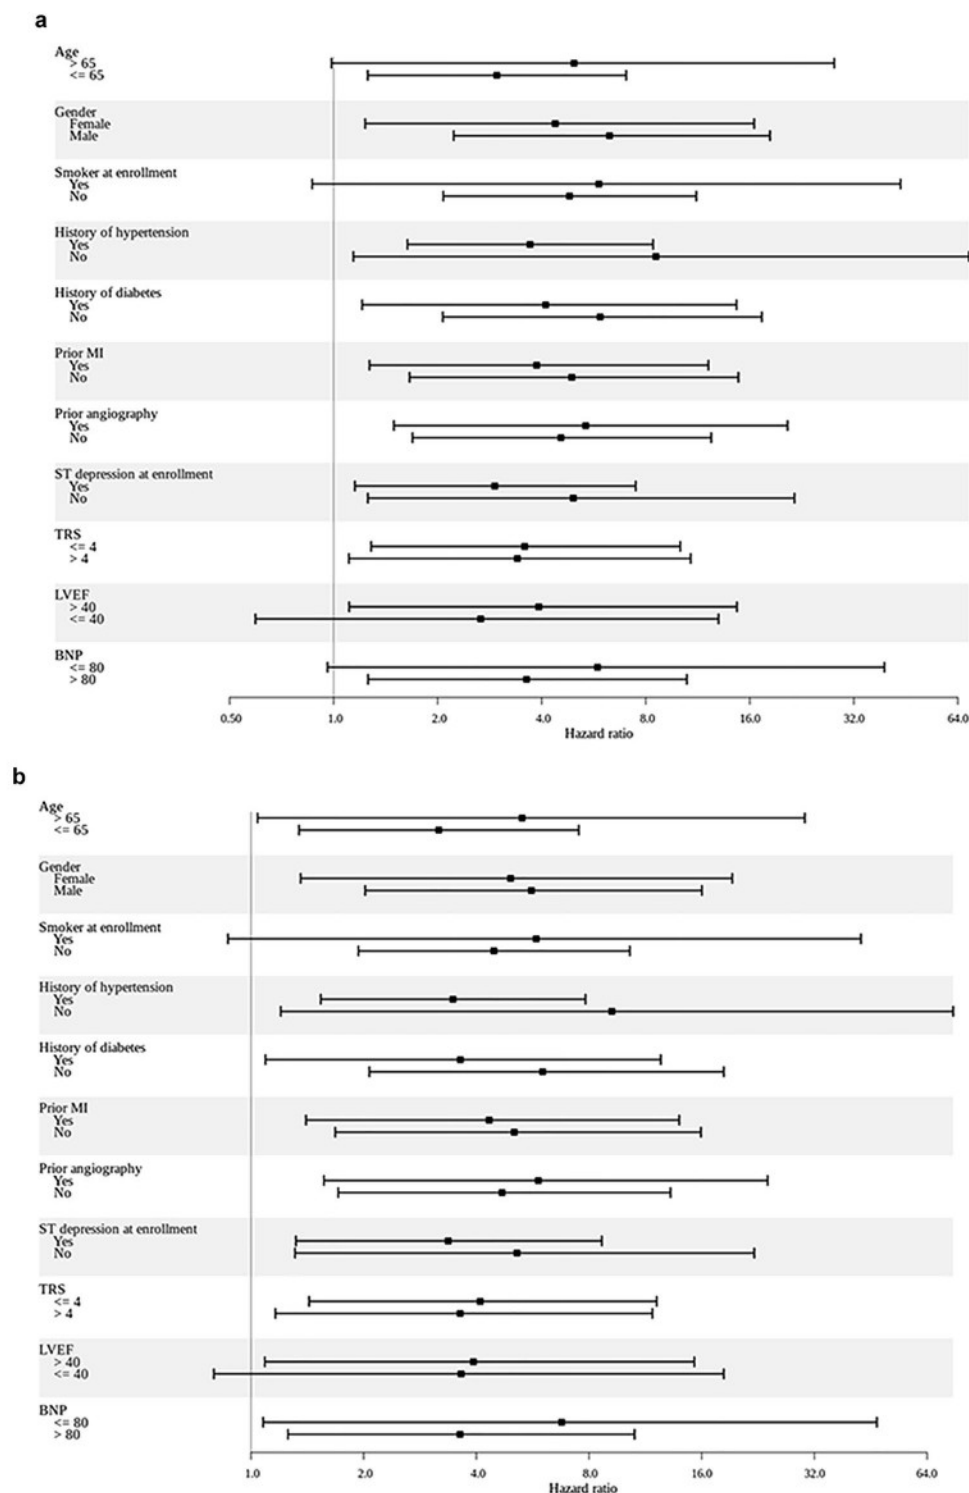 a
Age
> 65
<= 65
Gender
Female
Male
Smoker at enrollment
Yes
No
History of hypertension
Yes
No
History of diabetes
Yes
No
Prior MI
Yes
No
Prior angiography
Yes
No
ST depression at enrollment
Yes
No
TRS
<= 4
> 4
LVEF
> 40
<= 40
BNP
<= 80
> 80
0.50 1.0 2.0 4.0 8.0 16.0 32.0 64.0
Hazard ratio
b
Age
> 65
<= 65
Gender
Female
Male
Smoker at enrollment
Yes
No
History of hypertension
Yes
No
History of diabetes
Yes
No
Prior MI
Yes
No
Prior angiography
Yes
No
ST depression at enrollment
Yes
No
TRS
<= 4
> 4
LVEF
> 40
<= 40
BNP
<= 80
> 80
1.0 2.0 4.0 8.0 16.0 32.0 64.0
Hazard ratio